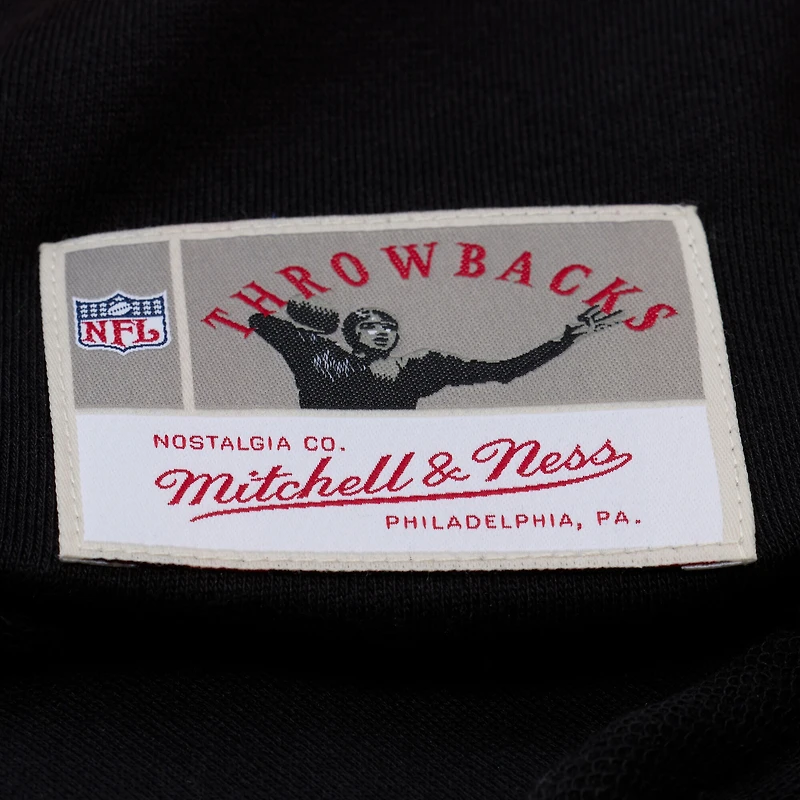 THROWBACKS
NFL
NOSTALGIA CO.
Mitchell & Ness
PHILADELPHIA, PA.